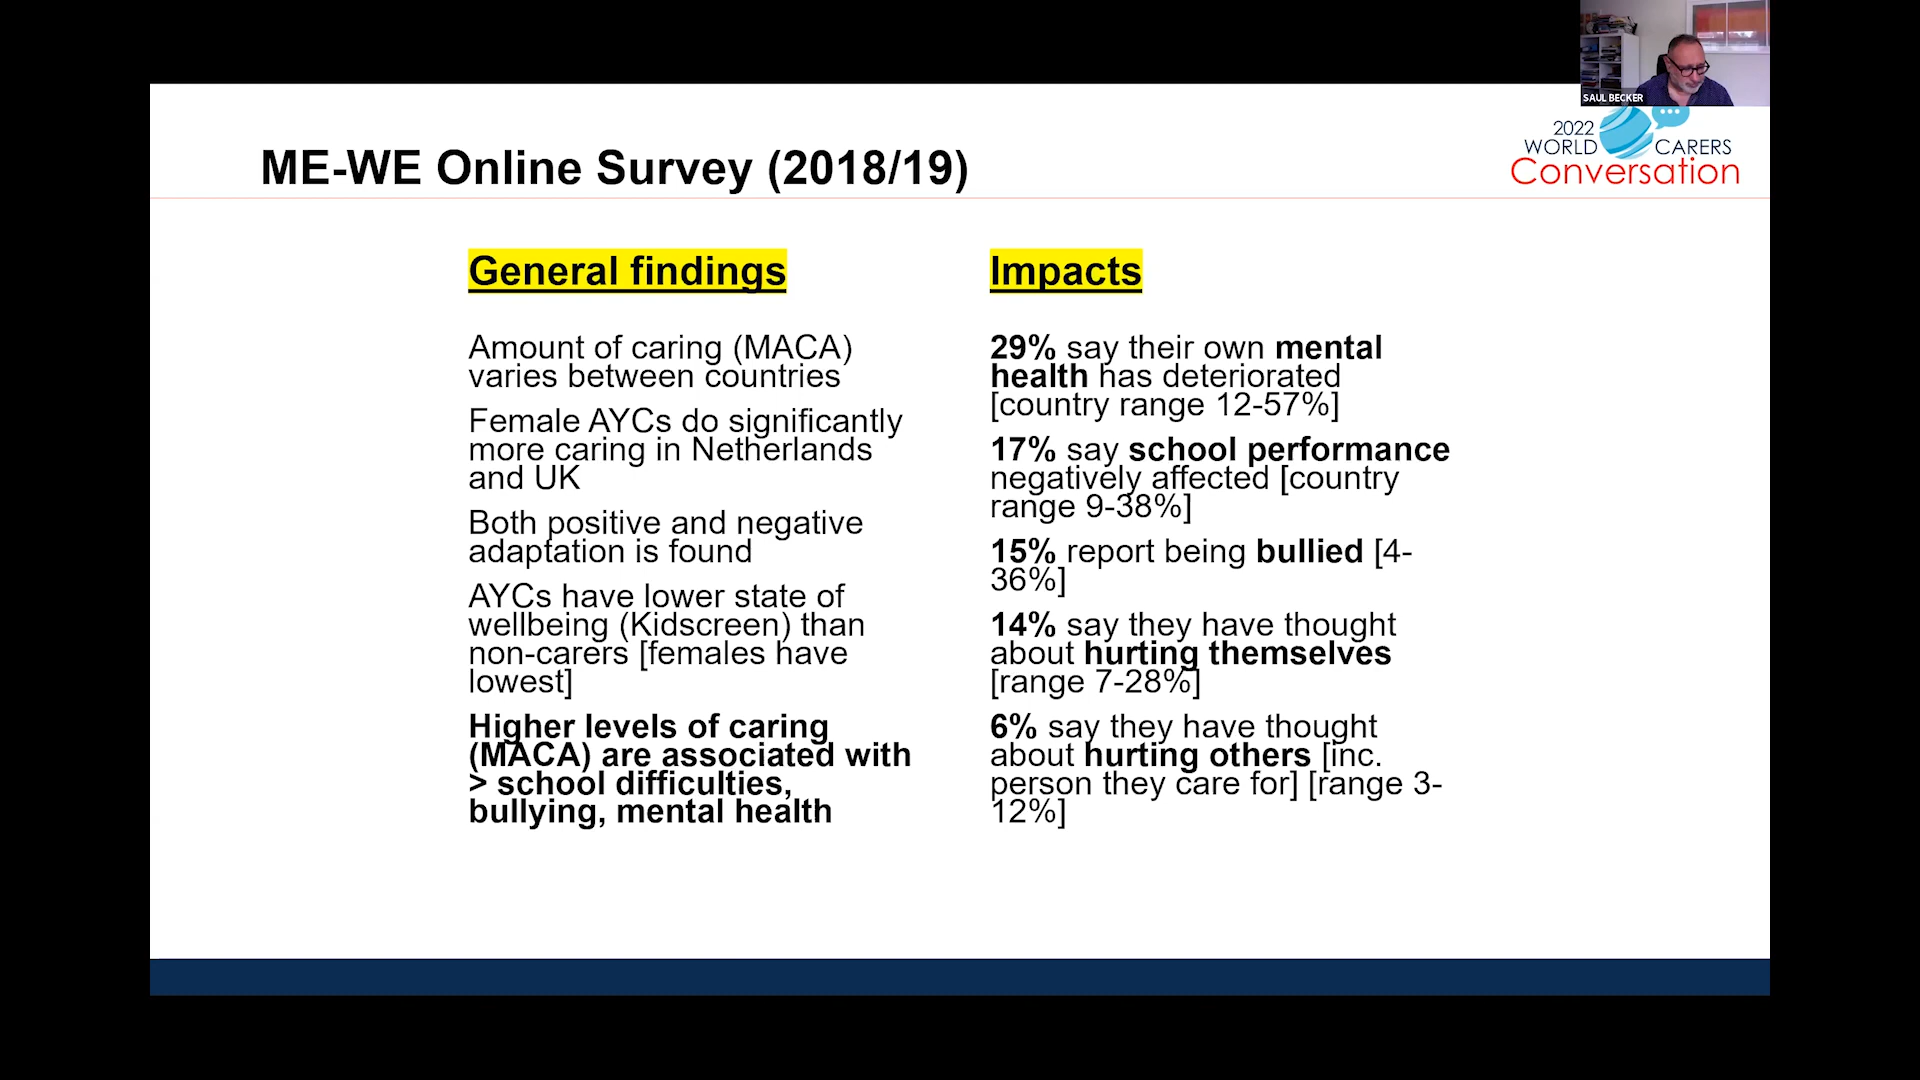 SAUL BECKER
2022
WORLD CARERS
Conversation
ME-WE Online Survey (2018/19)
General findings
Amount of caring (MACA)
varies between countries
Female AYCs do significantly
more caring in Netherlands
and UK
Both positive and negative
adaptation is found
AYCs have lower state of
wellbeing (Kidscreen) than
non-carers [females have
lowest]
Higher levels of caring
(MACA) are associated with
> school difficulties,
bullying, mental health
Impacts
29% say their own mental
health has deteriorated
[country range 12-57%]
17% say school performance
negatively affected [country
range 9-38%]
15% report being bullied [4-
36%]
14% say they have thought
about hurting themselves
[range 7-28%]
6% say they have thought
about hurting others [inc.
person they care for] [range 3-
12%]